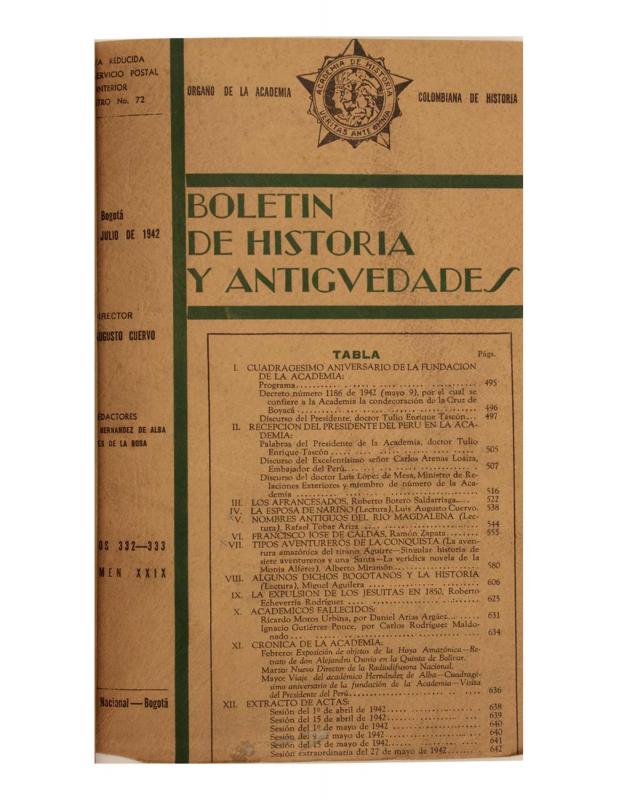 A REDUCIDA
ERVICIO POSTAL
INTERIOR
TRO No. 72
ORGANO DE LA ACADEMIA
ACADEMIA DE HISTORIA
VERITAS ANTE OMNIA
COLOMBIANA DE HISTORIA
Bogotá
JULIO DE 1942
BOLETIN
DE HISTORIA
Y ANTIGVEDADES
IRECTOR
UGUSTO CUERVO
EDACTORES
HERNANDEZ DE ALBA
ES DE LA ROSA
OS 332—333
MEN XXIX
Nacional—Bogotá
TABLA Págs.
I. CUADRAGESIMO ANIVERSARIO DE LA FUNDACION
DE LA ACADEMIA:
Programa 495
Decreto número 1186 de 1942 (mayo 9), por el cual se
confiere a la Academia la condecoración de la Cruz de
Boyacá 496
Discurso del Presidente, doctor Tulio Enrique Tascón 497
II. RECEPCION DEL PRESIDENTE DEL PERU EN LA ACA-
DEMIA:
Palabras del Presidente de la Academia, doctor Tulio
Enrique Tascón 505
Discurso del Excelentísimo señor Carlos Arenas Loaiza,
Embajador del Perú 507
Discurso del doctor Luis López de Mesa, Ministro de Re-
laciones Exteriores y miembro de número de la Aca-
demia 516
III. LOS AFRANCESADOS, Roberto Botero Saldarriaga 522
IV. LA ESPOSA DE NARIÑO (Lectura), Luis Augusto Cuervo. 538
V. NOMBRES ANTIGUOS DEL RIO MAGDALENA (Lec-
tura), Rafael Tobar Ariza 544
VI. FRANCISCO JOSE DE CALDAS, Ramón Zapata 555
VII. TIPOS AVENTUREROS DE LA CONQUISTA (La aven-
tura amazónica del tirano Aguirre—Singular historia de
siete aventureros y una Santa—La verídica novela de la
Monja Alférez), Alberto Miramón 580
VIII. ALGUNOS DICHOS BOGOTANOS Y LA HISTORIA
(Lectura), Miguel Aguilera 606
IX. LA EXPULSION DE LOS JESUITAS EN 1850, Roberto
Echeverría Rodríguez 625
X. ACADEMICOS FALLECIDOS:
Ricardo Moros Urbina, por Daniel Arias Argáez 631
Ignacio Gutiérrez Ponce, por Carlos Rodríguez Maldo-
nado 634
XI. CRONICA DE LA ACADEMIA:
Febrero: Exposición de objetos de la Hoya Amazónica—Re-
trato de don Alejandro Osorio en la Quinta de Bolívar.
Marzo: Nuevo Director de la Radiodifusora Nacional.
Mayo: Viaje del académico Hernández de Alba—Cuadragé-
simo aniversario de la fundación de la Academia—Visita
del Presidente del Perú 636
XII. EXTRACTO DE ACTAS:
Sesión del 1º de abril de 1942 638
Sesión del 15 de abril de 1942 639
Sesión del 1º de mayo de 1942 640
Sesión de mayo de 1942 640
Sesión del 15 de mayo de 1942 641
Sesión extraordinaria del 27 de mayo de 1942 642